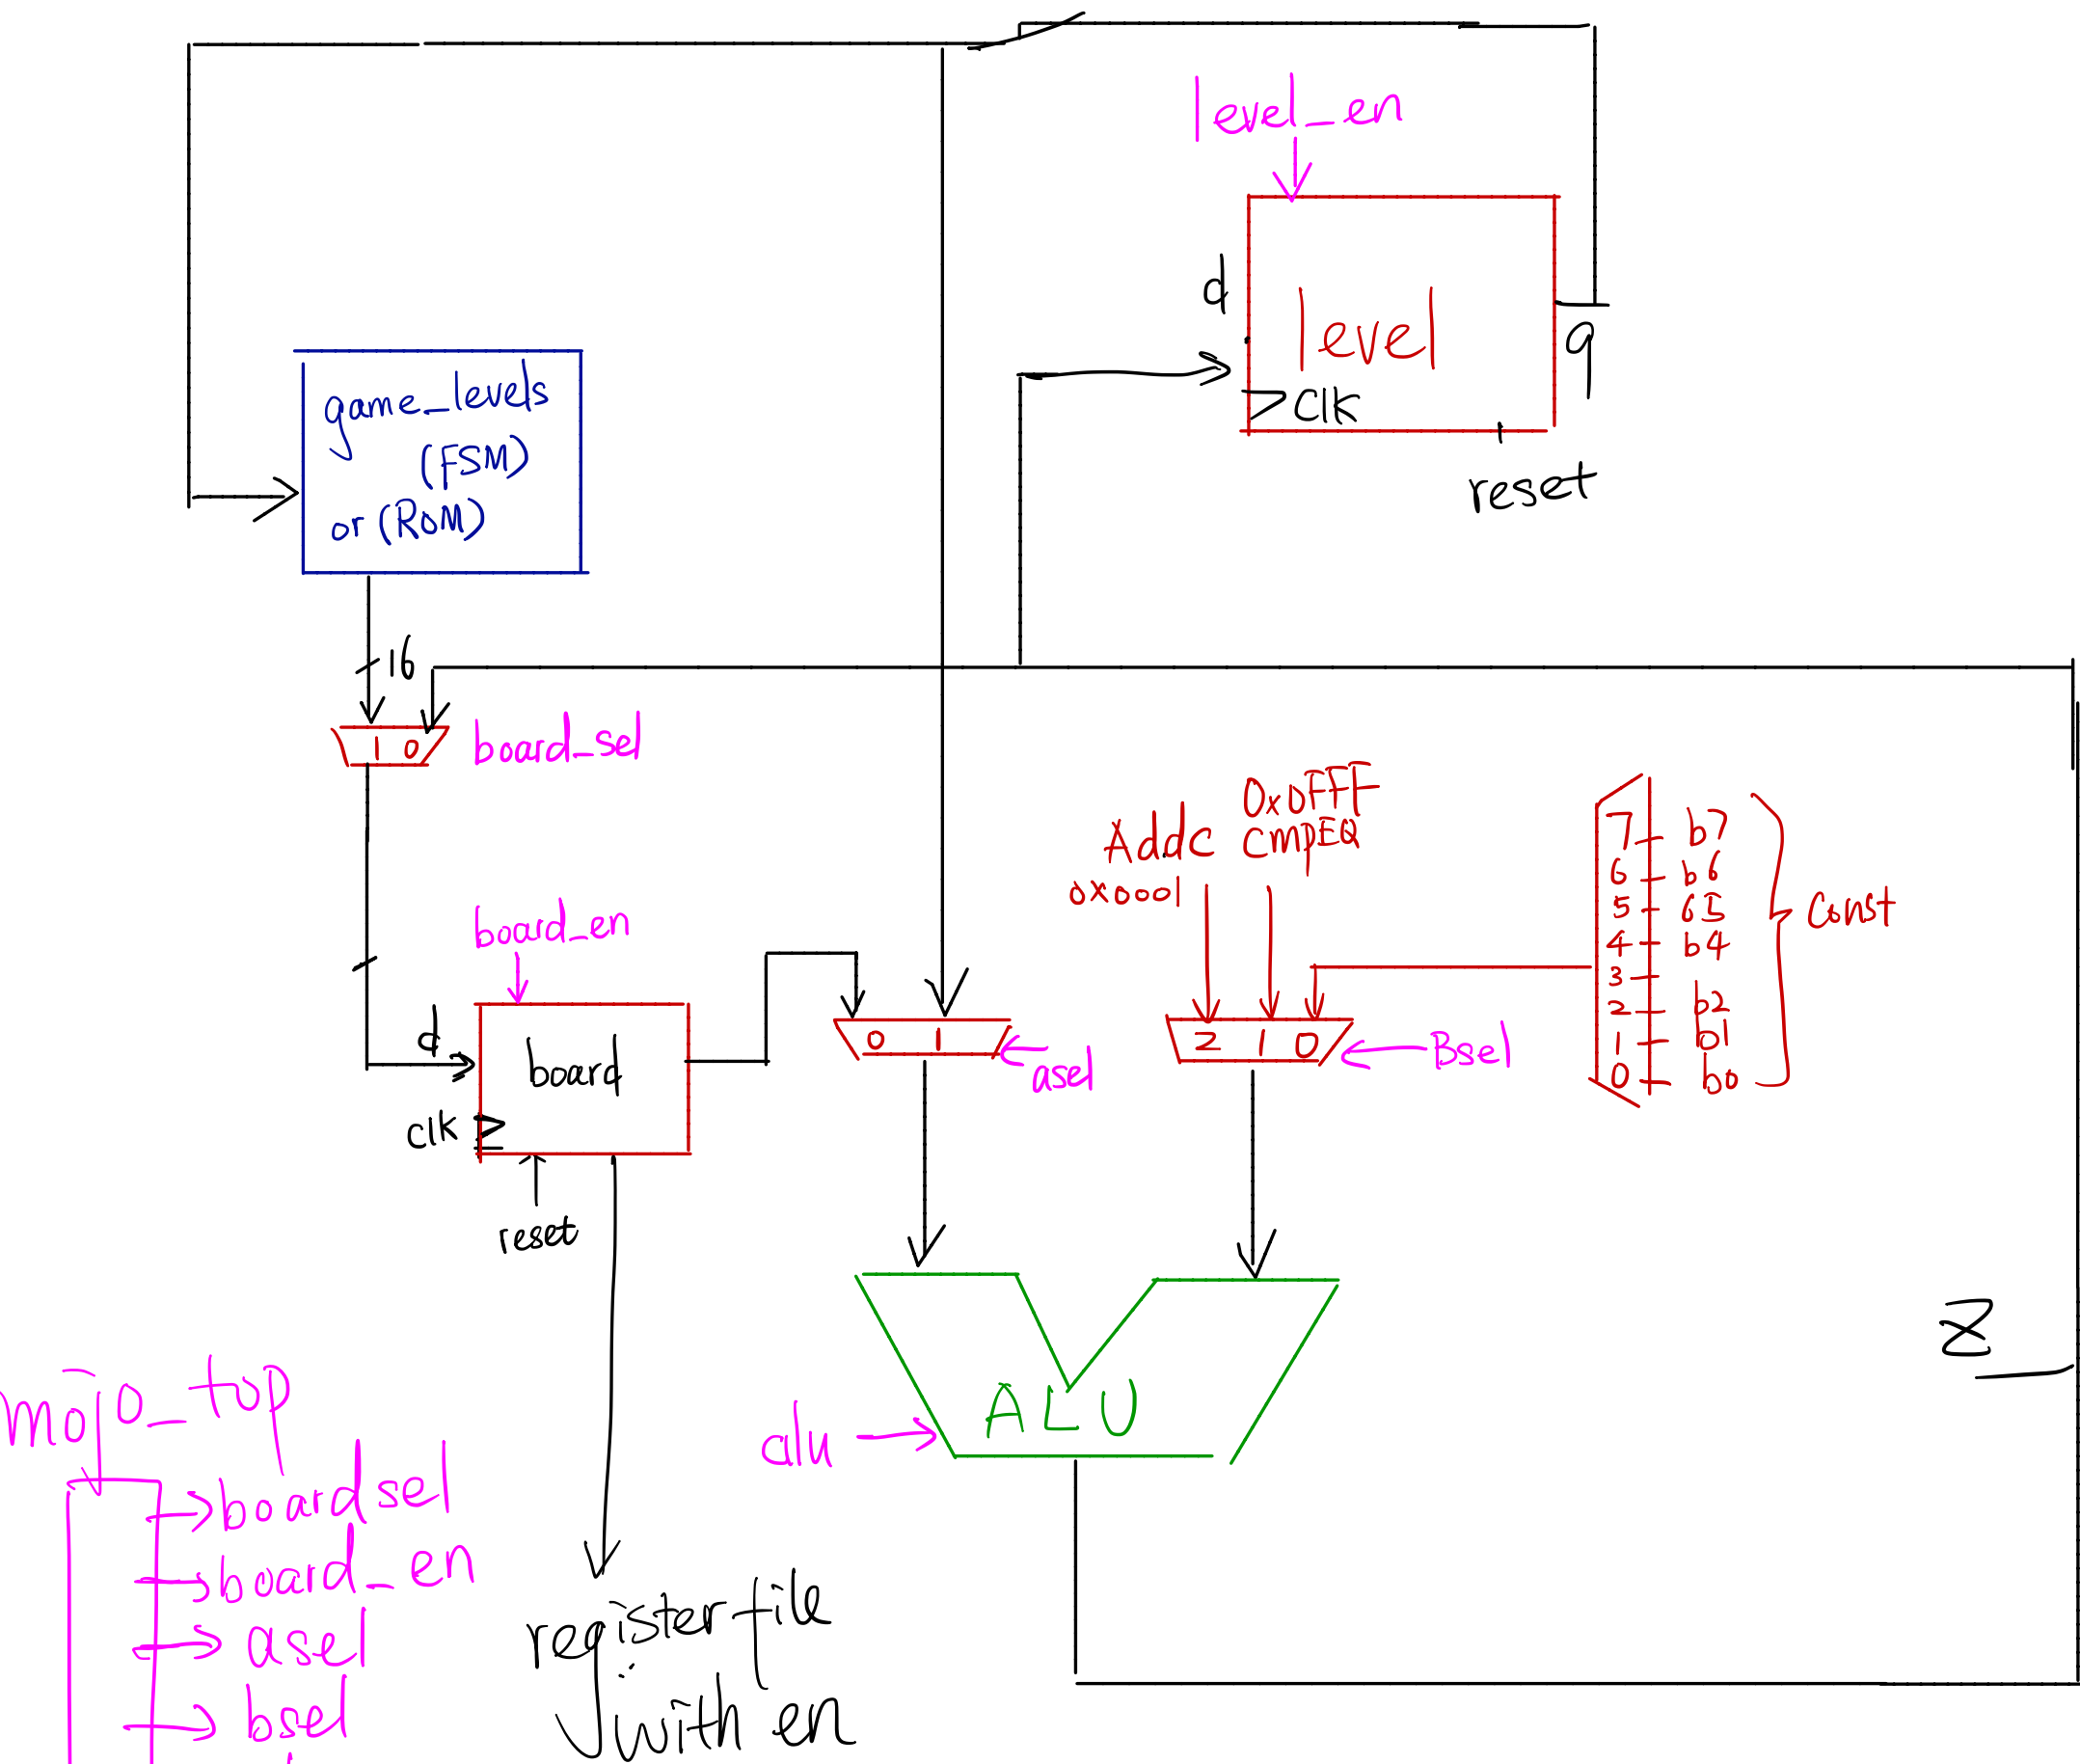 level_en
d
level
q
>clk
reset
game_levels
(FSM)
or (ROM)
16
1 0
board_sel
Addc
0x0001
0x0FFF
CMPEQ
7 b7
6 b6
5 b5
4 b4
3
2 b2
1 b1
0 b0
Const
board_en
d
board
clk
reset
0 1
asel
2 1 0
Bsel
ALU
alu
Z
mojo_top
boardsel
board_en
asel
bsel
register file
with en